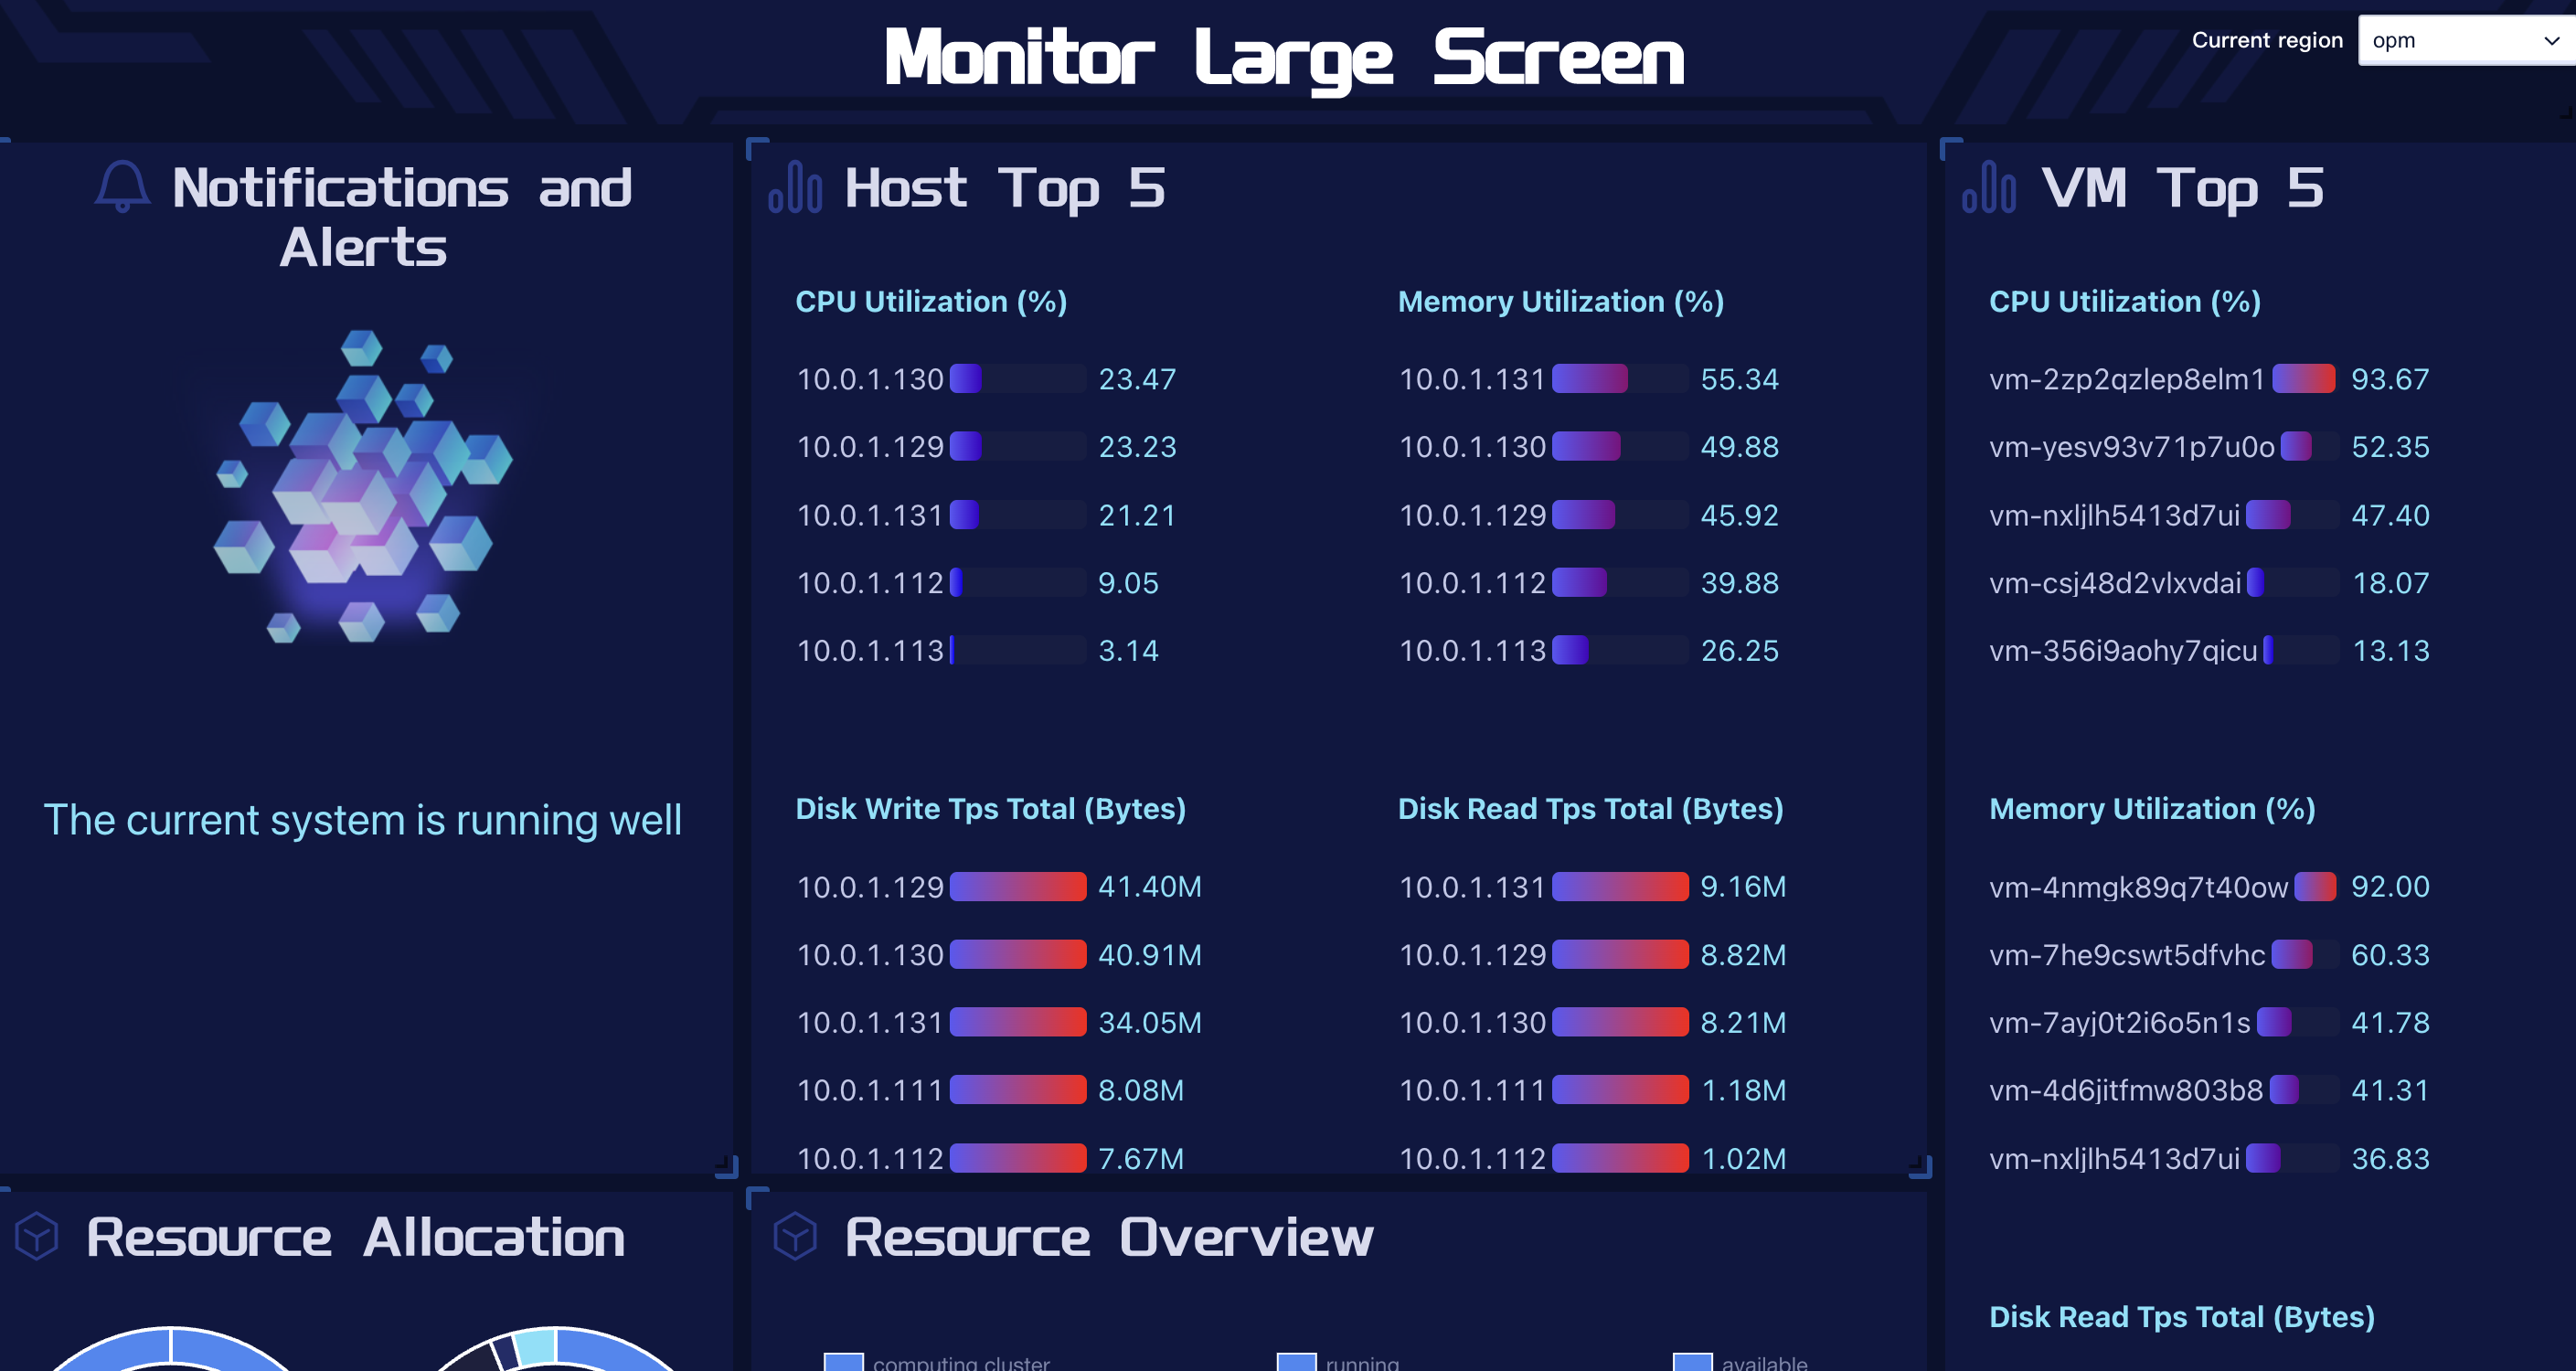 Monitor Large Screen
Current region
opm
Notifications and
Alerts
The current system is running well
Host Top 5
CPU Utilization (%)
10.0.1.130 23.47
10.0.1.129 23.23
10.0.1.131 21.21
10.0.1.112 9.05
10.0.1.113 3.14
Memory Utilization (%)
10.0.1.131 55.34
10.0.1.130 49.88
10.0.1.129 45.92
10.0.1.112 39.88
10.0.1.113 26.25
Disk Write Tps Total (Bytes)
10.0.1.129 41.40M
10.0.1.130 40.91M
10.0.1.131 34.05M
10.0.1.111 8.08M
10.0.1.112 7.67M
Disk Read Tps Total (Bytes)
10.0.1.131 9.16M
10.0.1.129 8.82M
10.0.1.130 8.21M
10.0.1.111 1.18M
10.0.1.112 1.02M
VM Top 5
CPU Utilization (%)
vm-2zp2qzlep8elm1 93.67
vm-yesv93v71p7u0o 52.35
vm-nxljlh5413d7ui 47.40
vm-csj48d2vlxvdai 18.07
vm-356i9aohy7qicu 13.13
Memory Utilization (%)
vm-4nmgk89q7t40ow 92.00
vm-7he9cswt5dfvhc 60.33
vm-7ayj0t2i6o5n1s 41.78
vm-4d6jitfmw803b8 41.31
vm-nxljlh5413d7ui 36.83
Disk Read Tps Total (Bytes)
Resource Allocation
Resource Overview
computing cluster
running
available